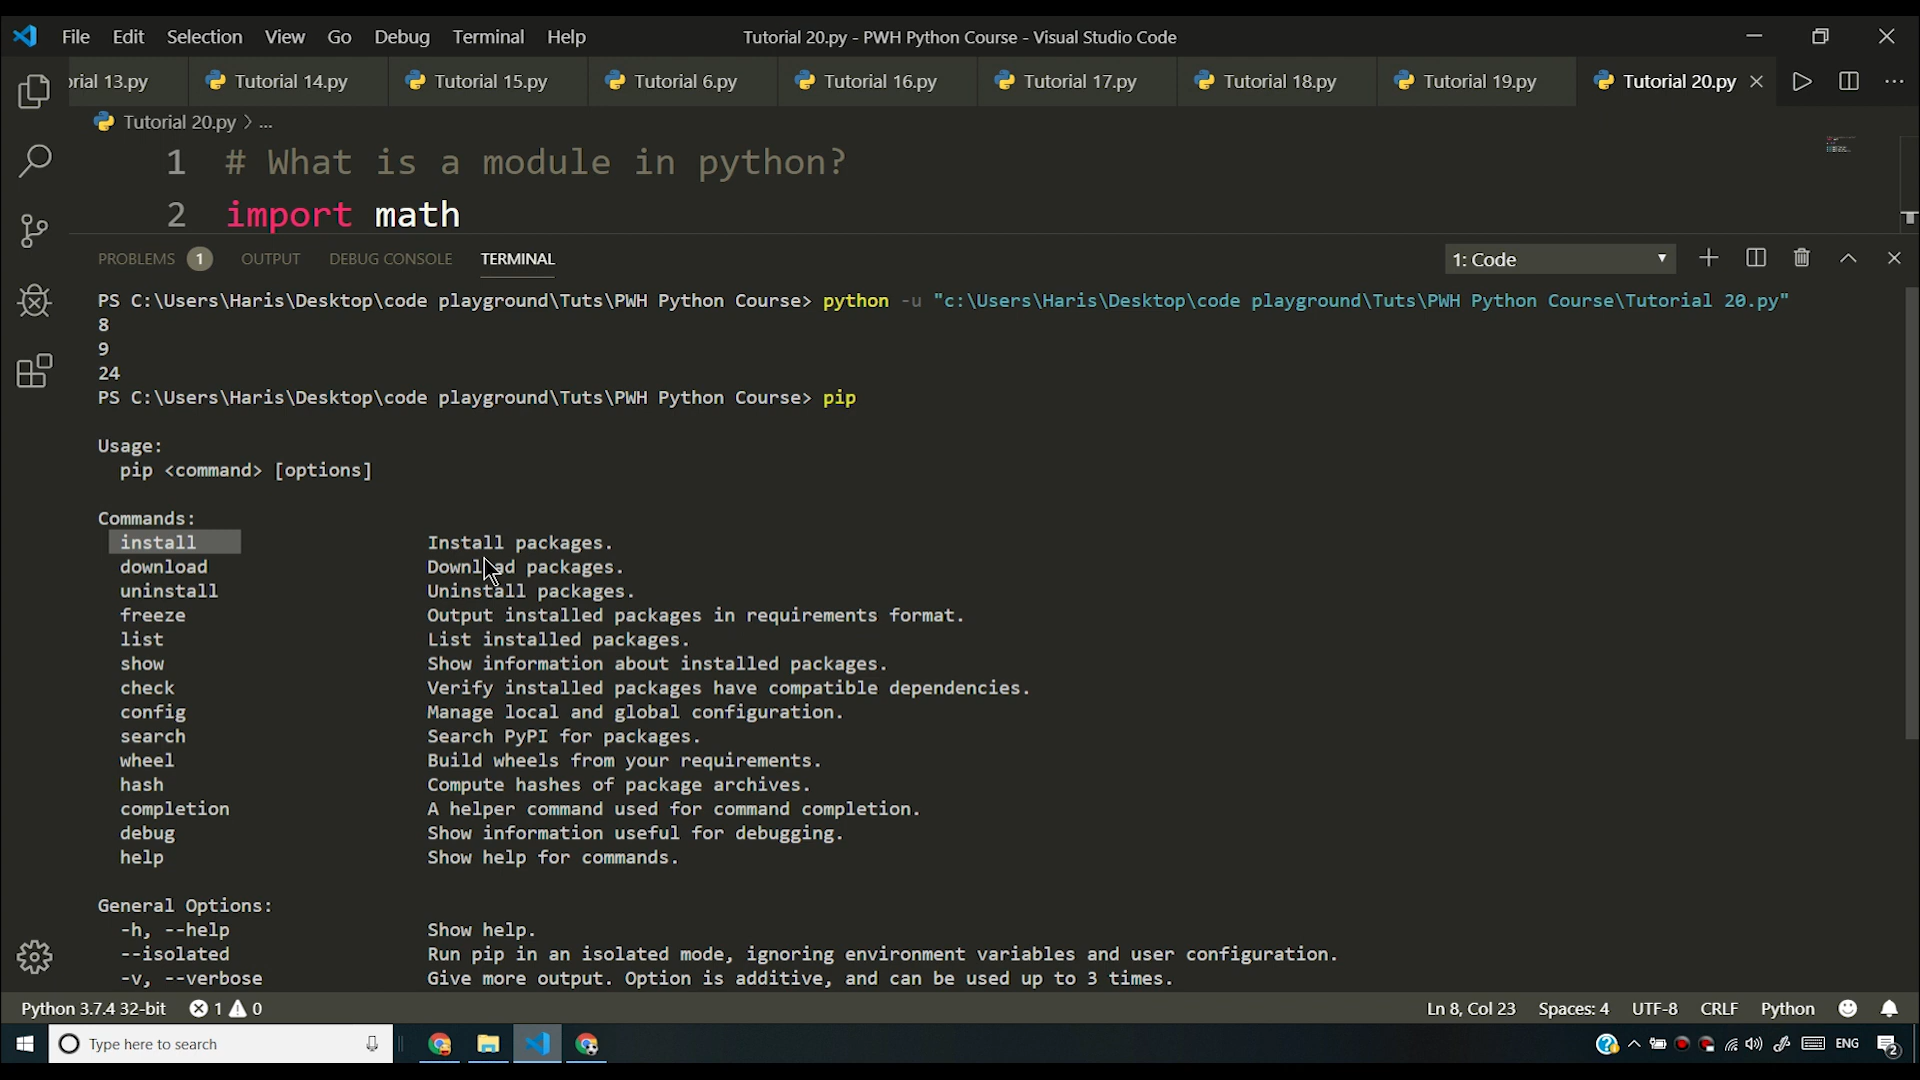 File Edit Selection View Go Debug Terminal Help Tutorial 20.py - PWH Python Course - Visual Studio Code
rial 13.py Tutorial 14.py Tutorial 15.py Tutorial 6.py Tutorial 16.py Tutorial 17.py Tutorial 18.py Tutorial 19.py Tutorial 20.py
Tutorial 20.py > ...
1 # What is a module in python?
2 import math
PROBLEMS 1 OUTPUT DEBUG CONSOLE TERMINAL 1: Code
PS C:\Users\Haris\Desktop\code playground\Tuts\PWH Python Course> python -u "c:\Users\Haris\Desktop\code playground\Tuts\PWH Python Course\Tutorial 20.py"
8
9
24
PS C:\Users\Haris\Desktop\code playground\Tuts\PWH Python Course> pip
Usage:
pip <command> [options]
Commands:
install Install packages.
download Download packages.
uninstall Uninstall packages.
freeze Output installed packages in requirements format.
list List installed packages.
show Show information about installed packages.
check Verify installed packages have compatible dependencies.
config Manage local and global configuration.
search Search PyPI for packages.
wheel Build wheels from your requirements.
hash Compute hashes of package archives.
completion A helper command used for command completion.
debug Show information useful for debugging.
help Show help for commands.
General Options:
-h, --help Show help.
--isolated Run pip in an isolated mode, ignoring environment variables and user configuration.
-v, --verbose Give more output. Option is additive, and can be used up to 3 times.
Python 3.7.4 32-bit 1 0 Ln 8, Col 23 Spaces: 4 UTF-8 CRLF Python
Type here to search ENG 2